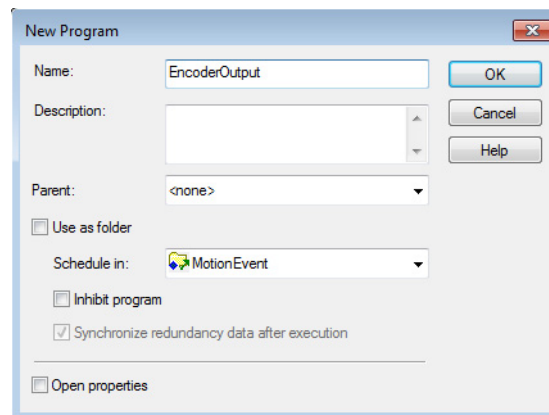 New Program
Name: EncoderOutput
OK
Description:
Cancel
Help
Parent: <none>
Use as folder
Schedule in: MotionEvent
Inhibit program
Synchronize redundancy data after execution
Open properties